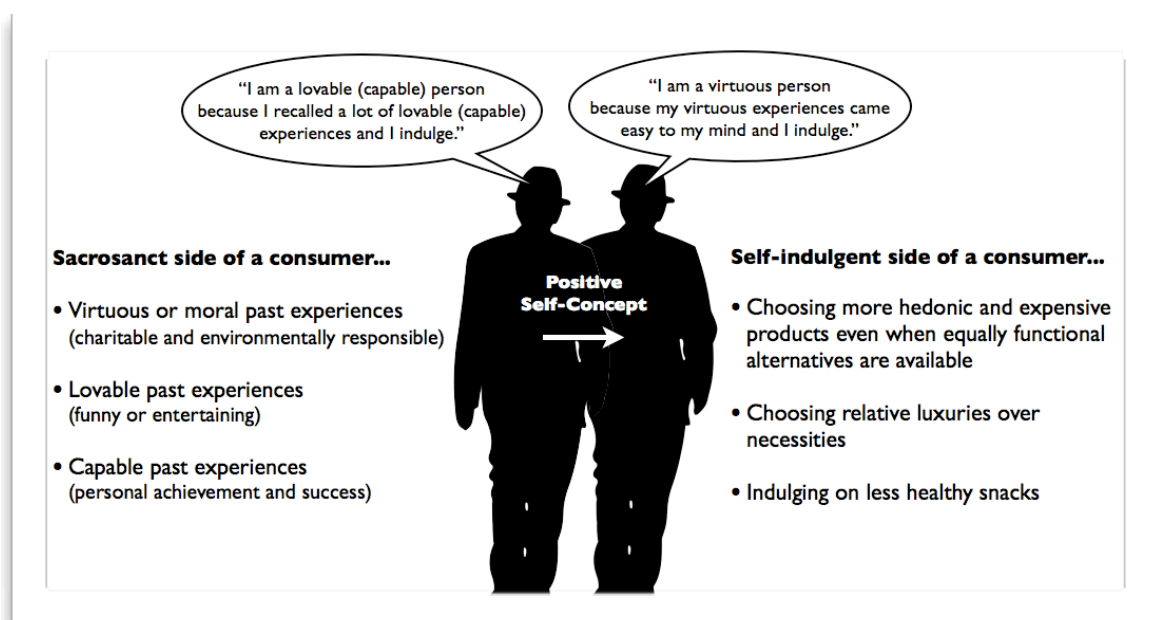 “I am a lovable (capable) person
because I recalled a lot of lovable (capable)
experiences and I indulge.”
“I am a virtuous person
because my virtuous experiences came
easy to my mind and I indulge.”
Sacrosanct side of a consumer...
• Virtuous or moral past experiences
(charitable and environmentally responsible)
• Lovable past experiences
(funny or entertaining)
• Capable past experiences
(personal achievement and success)
Positive
Self-Concept
Self-indulgent side of a consumer...
• Choosing more hedonic and expensive
products even when equally functional
alternatives are available
• Choosing relative luxuries over
necessities
• Indulging on less healthy snacks